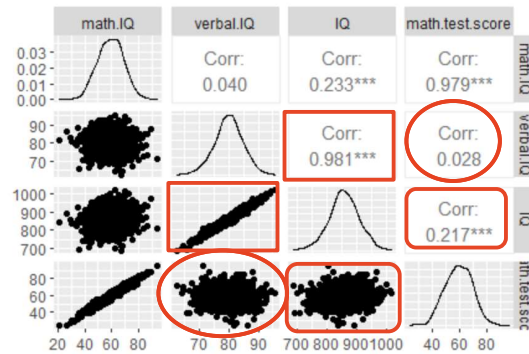 math.IQ verbal.IQ IQ math.test.score
0.03 0.02 0.01 0.00
Corr: 0.040
Corr: 0.233***
Corr: 0.979***
math.IQ
90 80 70
Corr: 0.981***
Corr: 0.028
verbal.IQ
1000 900 800 700
Corr: 0.217***
IQ
80 60 40
20 40 60 80
70 80 90
700 800 900 1000
40 60 80